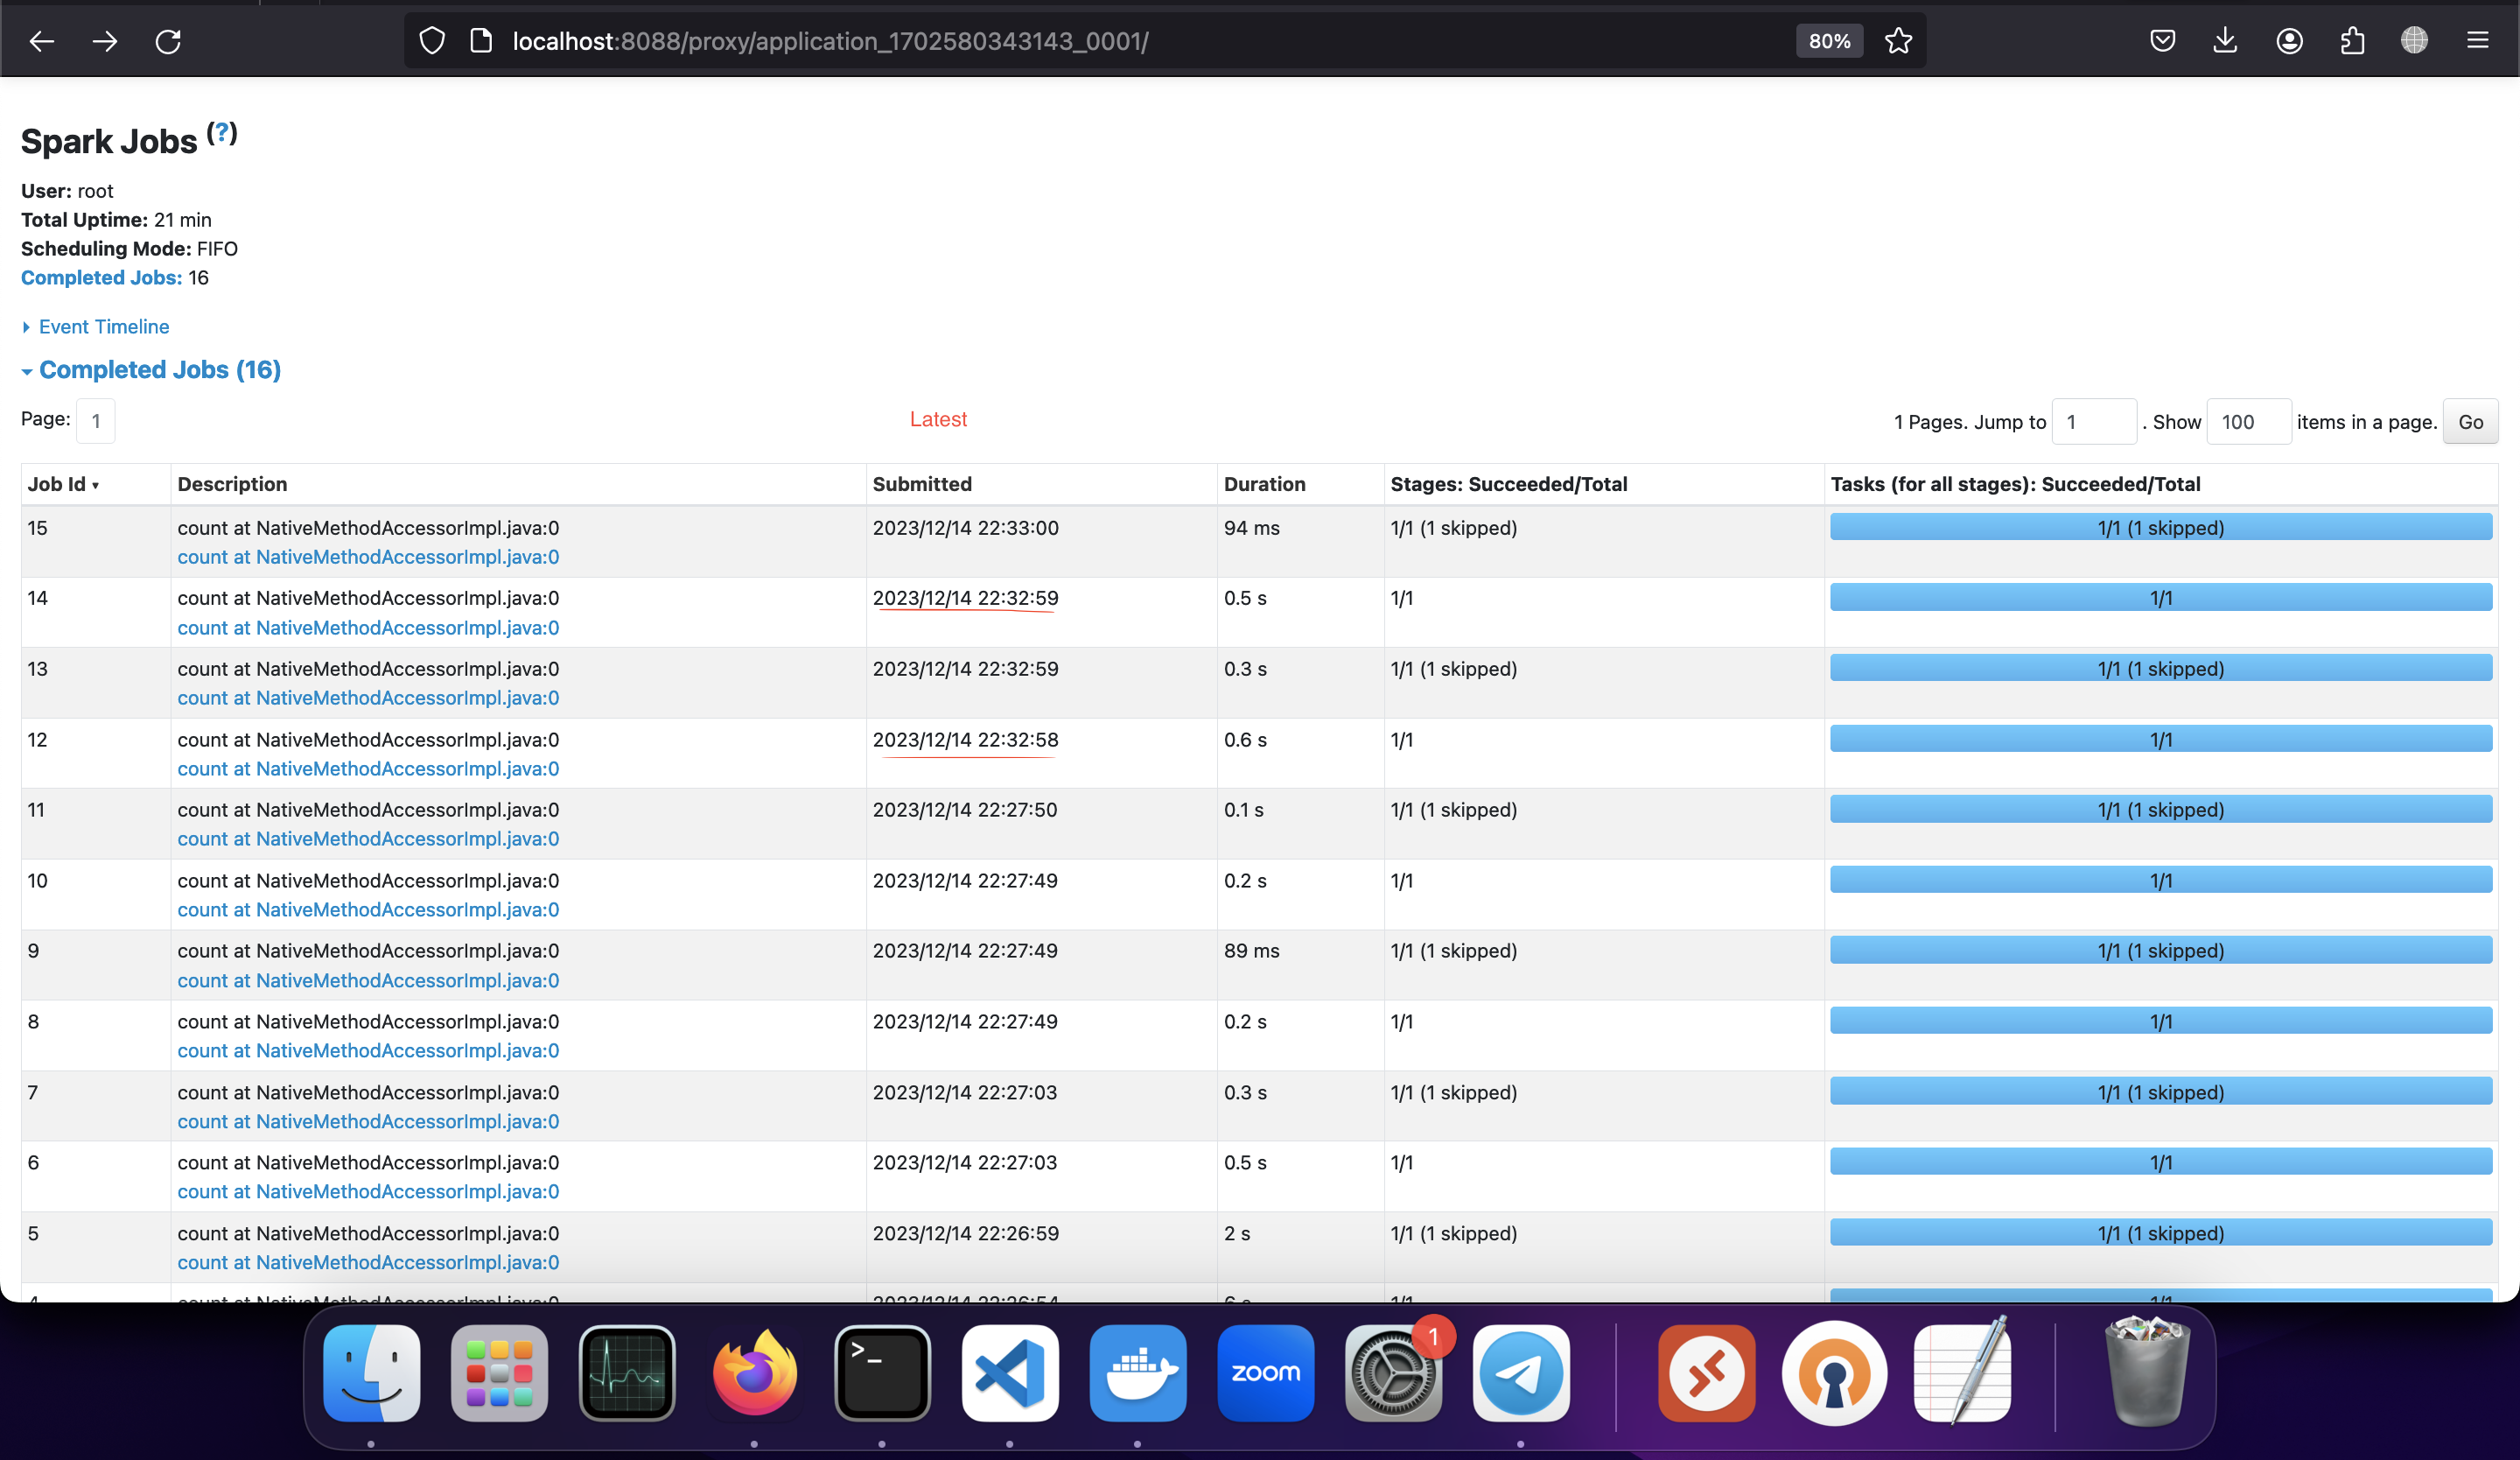 localhost:8088/proxy/application_1702580343143_0001/
80%
Spark Jobs (?)
User: root
Total Uptime: 21 min
Scheduling Mode: FIFO
Completed Jobs: 16
Event Timeline
Completed Jobs (16)
Page: 1
Latest
1 Pages. Jump to 1 . Show 100 items in a page. Go
Job Id ▾ Description Submitted Duration Stages: Succeeded/Total Tasks (for all stages): Succeeded/Total
15 count at NativeMethodAccessorImpl.java:0 2023/12/14 22:33:00 94 ms 1/1 (1 skipped) 1/1 (1 skipped)
count at NativeMethodAccessorImpl.java:0
14 count at NativeMethodAccessorImpl.java:0 2023/12/14 22:32:59 0.5 s 1/1 1/1
count at NativeMethodAccessorImpl.java:0
13 count at NativeMethodAccessorImpl.java:0 2023/12/14 22:32:59 0.3 s 1/1 (1 skipped) 1/1 (1 skipped)
count at NativeMethodAccessorImpl.java:0
12 count at NativeMethodAccessorImpl.java:0 2023/12/14 22:32:58 0.6 s 1/1 1/1
count at NativeMethodAccessorImpl.java:0
11 count at NativeMethodAccessorImpl.java:0 2023/12/14 22:27:50 0.1 s 1/1 (1 skipped) 1/1 (1 skipped)
count at NativeMethodAccessorImpl.java:0
10 count at NativeMethodAccessorImpl.java:0 2023/12/14 22:27:49 0.2 s 1/1 1/1
count at NativeMethodAccessorImpl.java:0
9 count at NativeMethodAccessorImpl.java:0 2023/12/14 22:27:49 89 ms 1/1 (1 skipped) 1/1 (1 skipped)
count at NativeMethodAccessorImpl.java:0
8 count at NativeMethodAccessorImpl.java:0 2023/12/14 22:27:49 0.2 s 1/1 1/1
count at NativeMethodAccessorImpl.java:0
7 count at NativeMethodAccessorImpl.java:0 2023/12/14 22:27:03 0.3 s 1/1 (1 skipped) 1/1 (1 skipped)
count at NativeMethodAccessorImpl.java:0
6 count at NativeMethodAccessorImpl.java:0 2023/12/14 22:27:03 0.5 s 1/1 1/1
count at NativeMethodAccessorImpl.java:0
5 count at NativeMethodAccessorImpl.java:0 2023/12/14 22:26:59 2 s 1/1 (1 skipped) 1/1 (1 skipped)
count at NativeMethodAccessorImpl.java:0
1
zoom